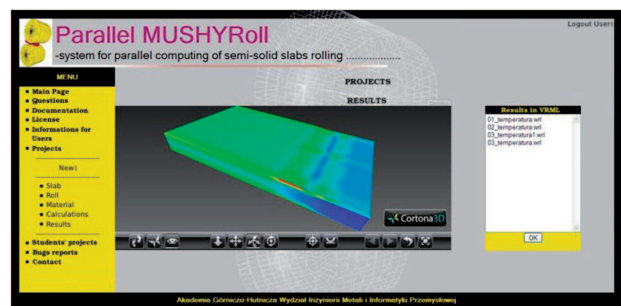 Logout User1
Parallel MUSHYRoll
-system for parallel computing of semi-solid slabs rolling ...................
MENU
Main Page
Questions
Documentation
License
Informations for
Users
Projects
New1
Slab
Roll
Material
Calculations
Results
Students' projects
Bugs reports
Contact
PROJECTS
RESULTS
Cortona3D
Results in VRML
01_temperatura.wrl
02_temperatura.wrl
03_temperatura1.wrl
03_temperatura.wrl
OK
Akademia Górniczo-Hutnicza Wydział Inżynierii Metali i Informatyki Przemysłowej